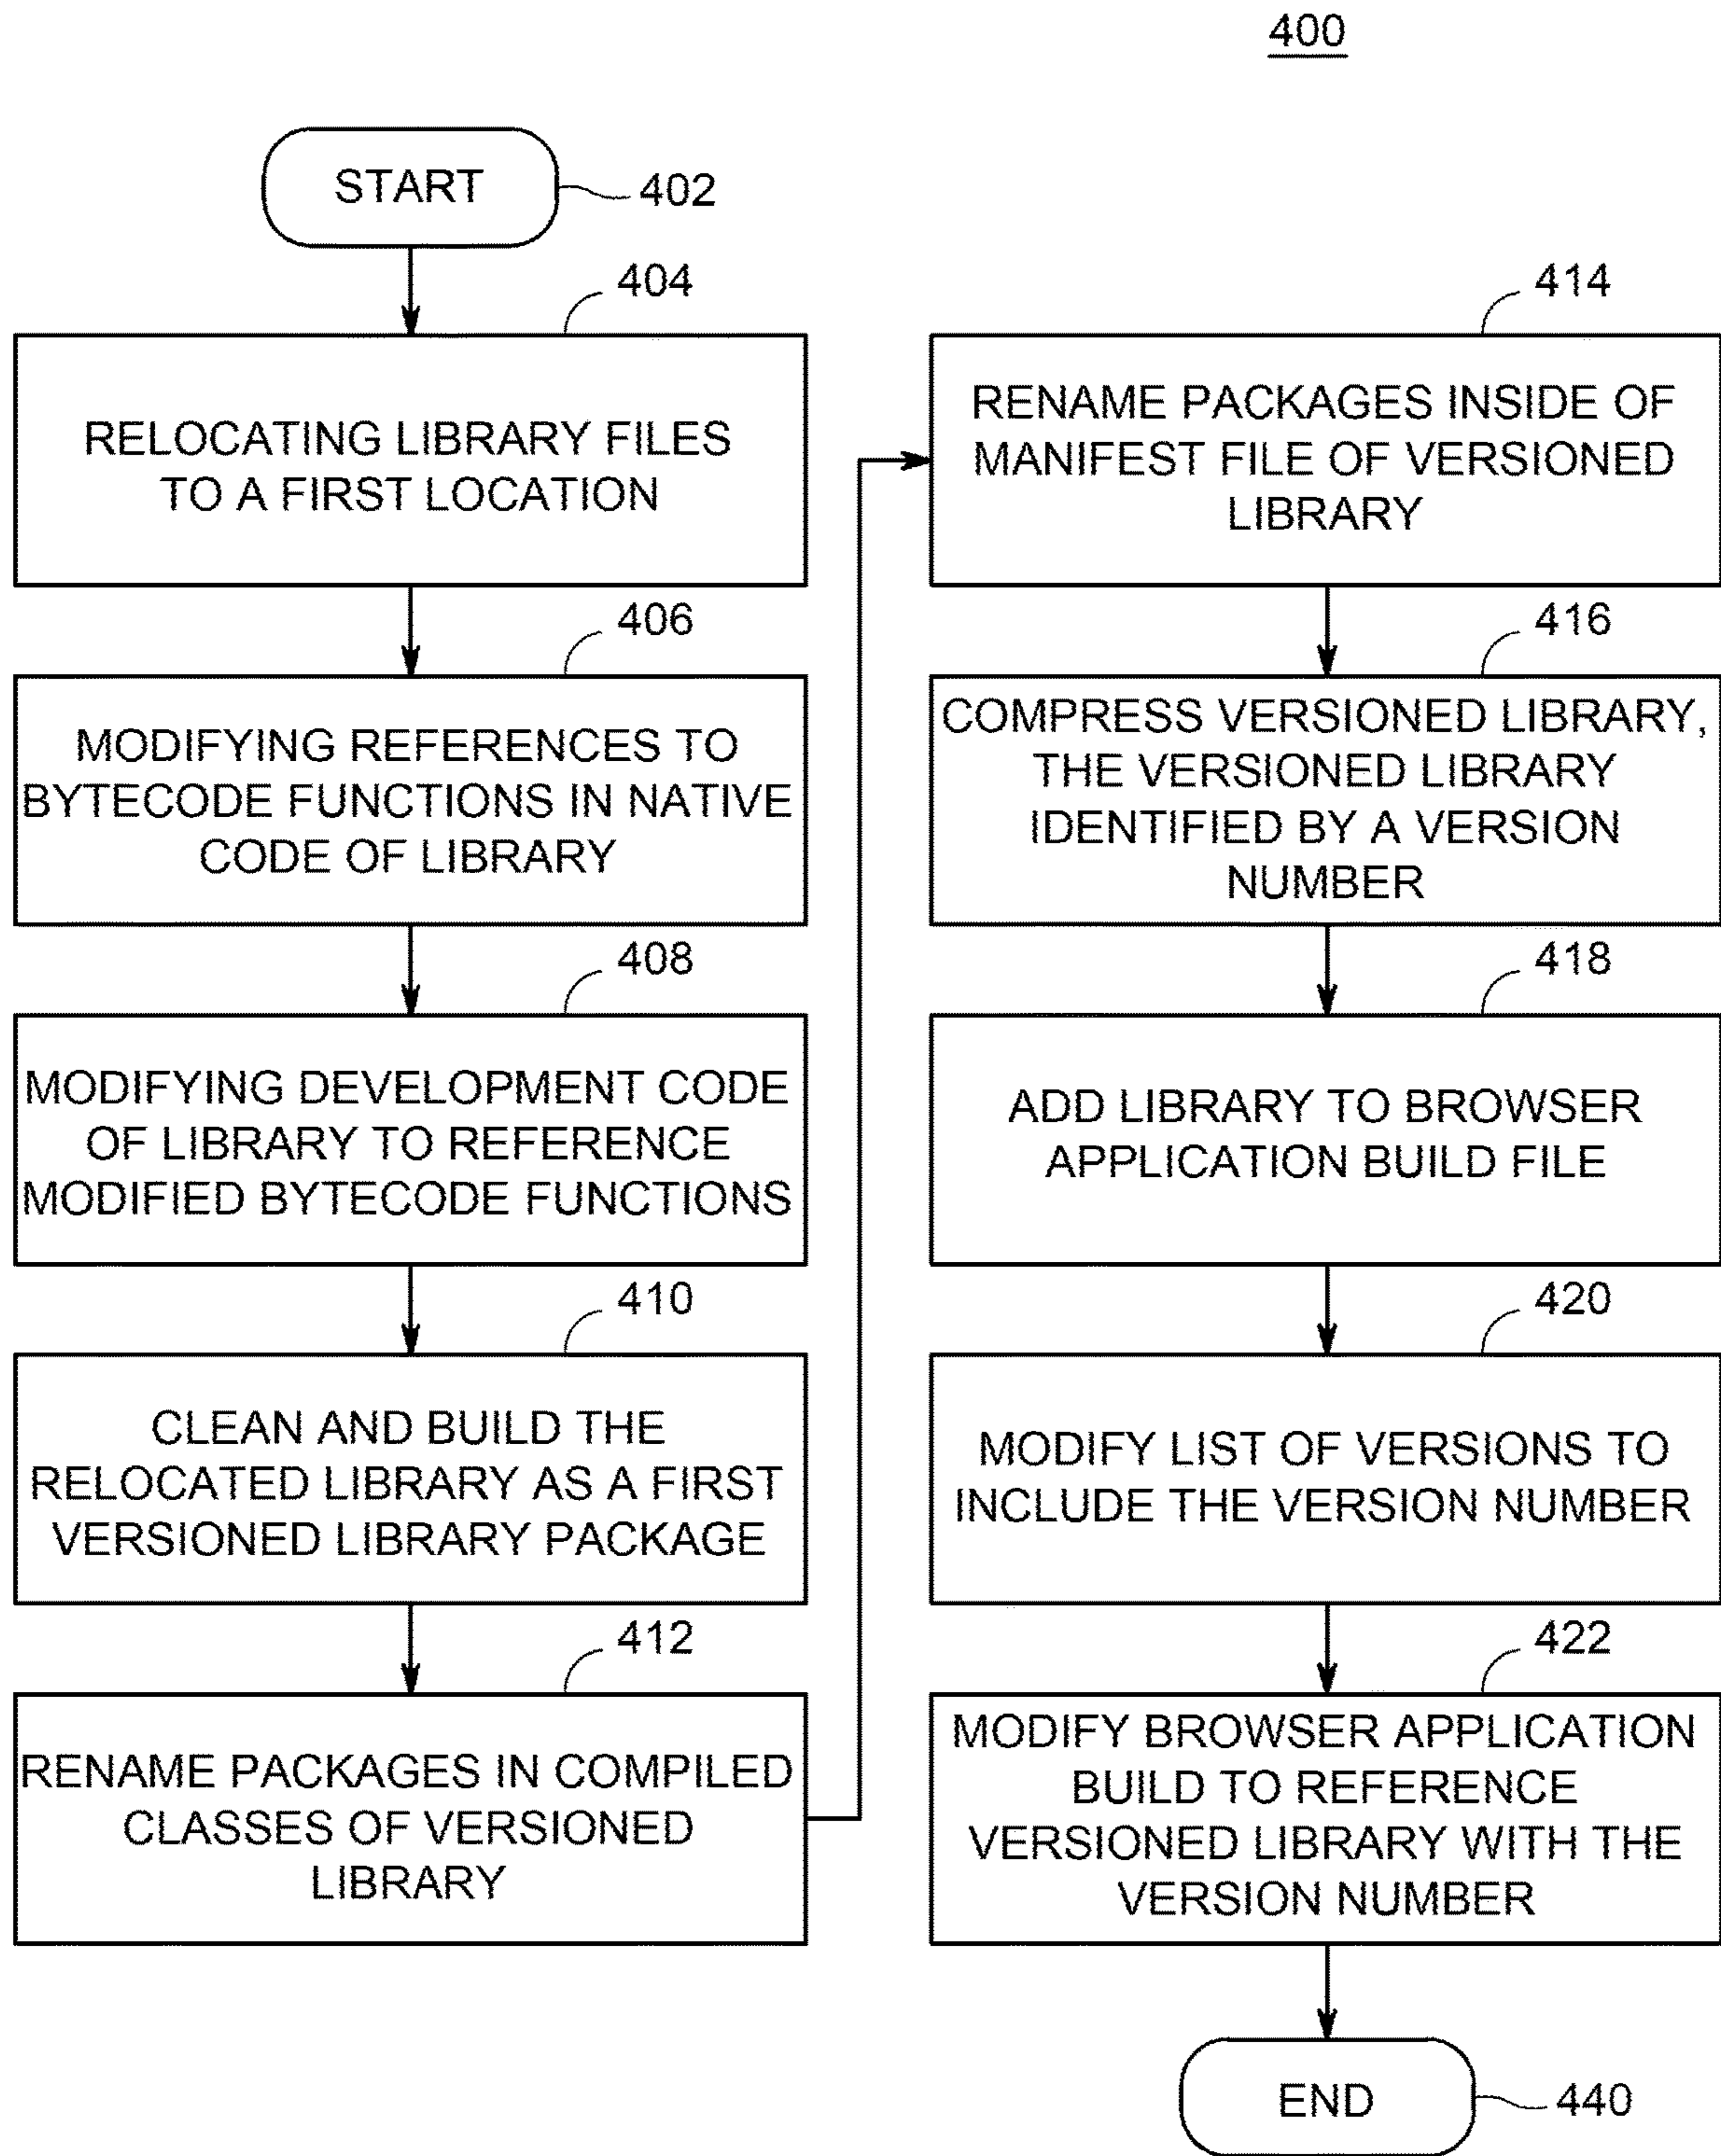 400
START
402
404
RELOCATING LIBRARY FILES
TO A FIRST LOCATION
406
MODIFYING REFERENCES TO
BYTECODE FUNCTIONS IN NATIVE
CODE OF LIBRARY
408
MODIFYING DEVELOPMENT CODE
OF LIBRARY TO REFERENCE
MODIFIED BYTECODE FUNCTIONS
410
CLEAN AND BUILD THE
RELOCATED LIBRARY AS A FIRST
VERSIONED LIBRARY PACKAGE
412
RENAME PACKAGES IN COMPILED
CLASSES OF VERSIONED
LIBRARY
414
RENAME PACKAGES INSIDE OF
MANIFEST FILE OF VERSIONED
LIBRARY
416
COMPRESS VERSIONED LIBRARY,
THE VERSIONED LIBRARY
IDENTIFIED BY A VERSION
NUMBER
418
ADD LIBRARY TO BROWSER
APPLICATION BUILD FILE
420
MODIFY LIST OF VERSIONS TO
INCLUDE THE VERSION NUMBER
422
MODIFY BROWSER APPLICATION
BUILD TO REFERENCE
VERSIONED LIBRARY WITH THE
VERSION NUMBER
END
440